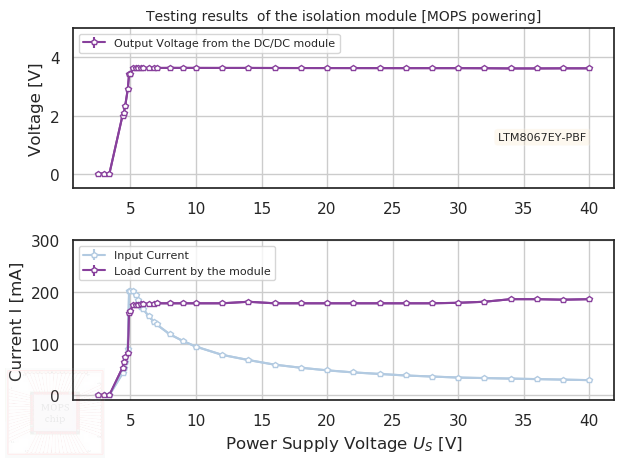 Testing results  of the isolation module [MOPS powering]
Output Voltage from the DC/DC module
Voltage [V]
4
2
0
LTM8067EY-PBF
5 10 15 20 25 30 35 40
Input Current
Load Current by the module
Current I [mA]
300
200
100
0
MOPS
chip
5 10 15 20 25 30 35 40
Power Supply Voltage U_S [V]